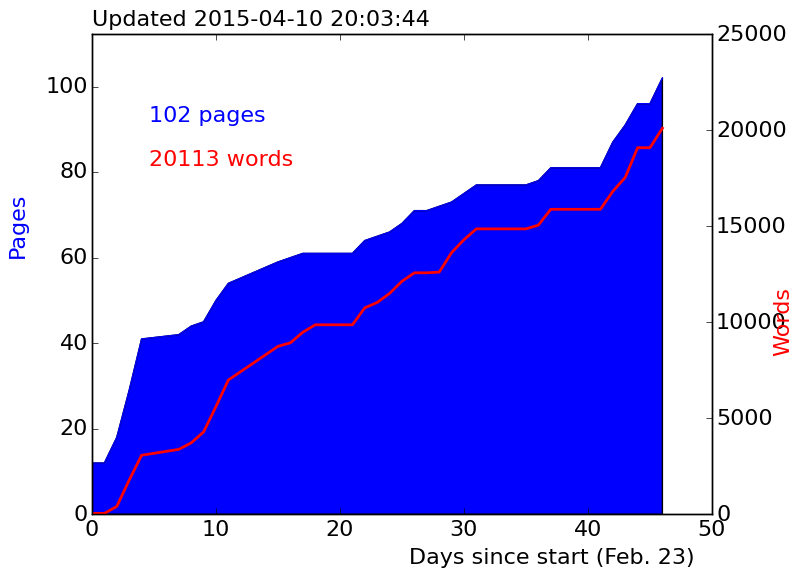 Updated 2015-04-10 20:03:44
102 pages
20113 words
Pages
0
20
40
60
80
100
Words
0
5000
10000
15000
20000
25000
0 10 20 30 40 50
Days since start (Feb. 23)